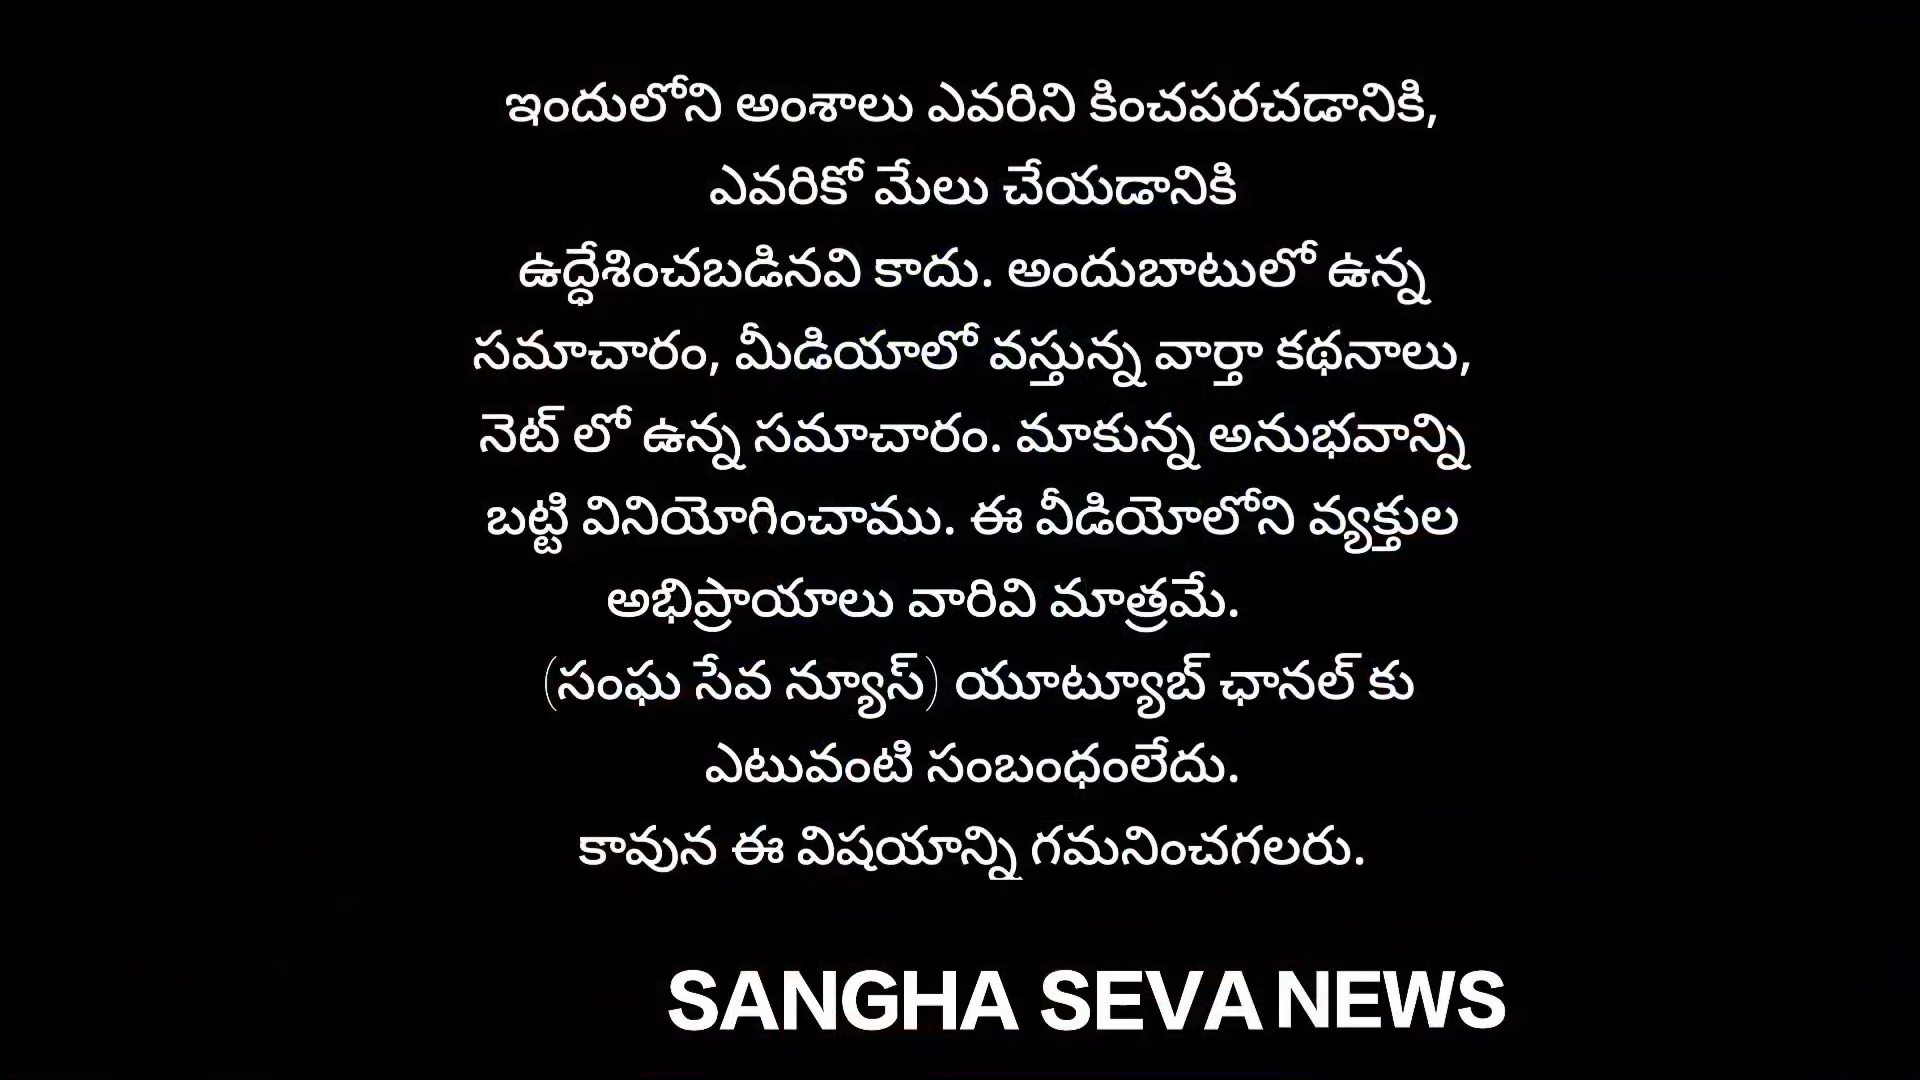 ఇందులోని అంశాలు ఎవరిని కించపరచడానికి,
ఎవరికో మేలు చేయడానికి
ఉద్ధేశించబడినవి కాదు. అందుబాటులో ఉన్న
సమాచారం, మీడియాలో వస్తున్న వార్తా కథనాలు,
నెట్ లో ఉన్న సమాచారం. మాకున్న అనుభవాన్ని
బట్టి వినియోగించాము. ఈ వీడియోలోని వ్యక్తుల
అభిప్రాయాలు వారివి మాత్రమే.
(సంఘ సేవ న్యూస్) యూట్యూబ్ ఛానల్ కు
ఎటువంటి సంబంధంలేదు.
కావున ఈ విషయాన్ని గమనించగలరు.
SANGHA SEVA NEWS